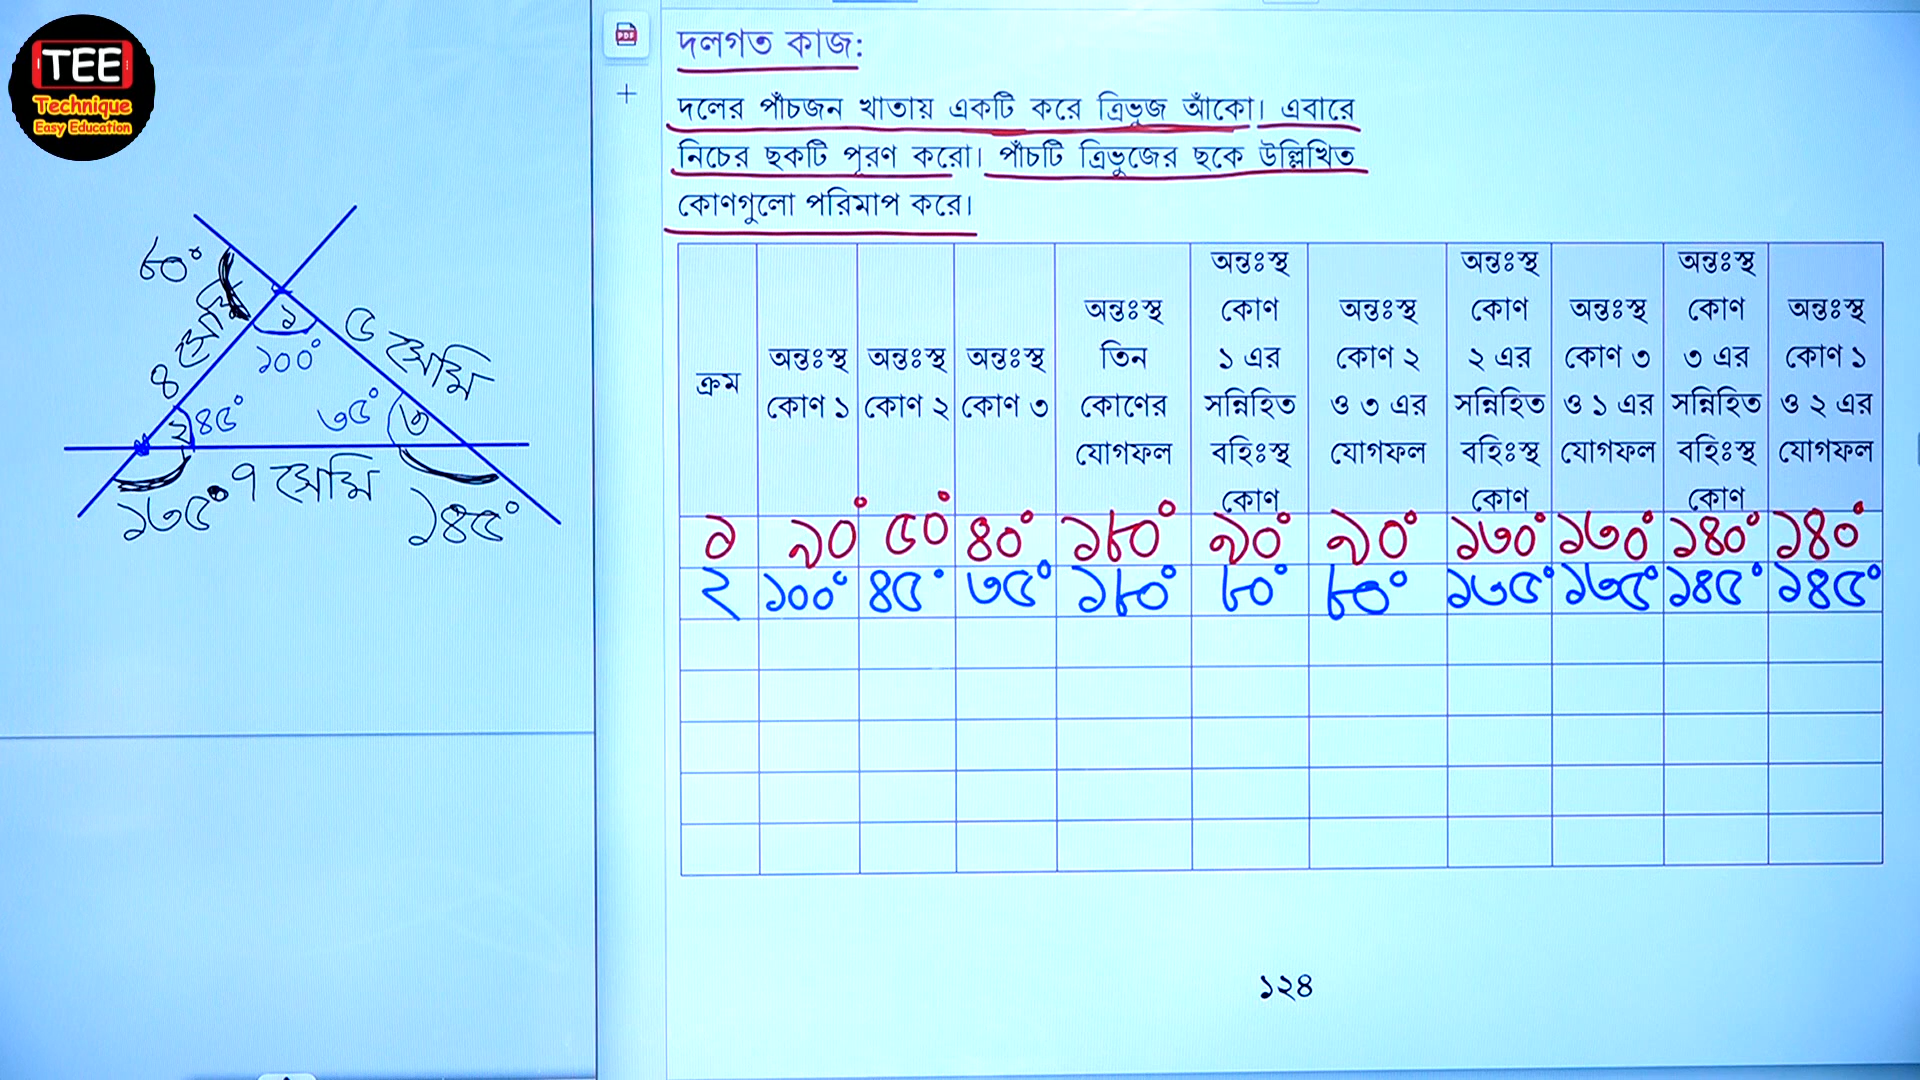 TEE
Technique
Easy Education
দলগত কাজ:
দলের পাঁচজন খাতায় একটি করে ত্রিভুজ আঁকো। এবারে
নিচের ছকটি পূরণ করো। পাঁচটি ত্রিভুজের ছকে উল্লিখিত
কোণগুলো পরিমাপ করে।
৮০°
৪ সেমি
১
১০০°
৫ সেমি
২
৪৫°
৩৫°
৩
১৩৫°
৭ সেমি
১৪৫°
ক্রম
অন্তঃস্থ
কোণ ১
অন্তঃস্থ
কোণ ২
অন্তঃস্থ
কোণ ৩
অন্তঃস্থ
তিন
কোণের
যোগফল
অন্তঃস্থ
কোণ
১ এর
সন্নিহিত
বহিঃস্থ
কোণ
অন্তঃস্থ
কোণ ২
ও ৩ এর
যোগফল
অন্তঃস্থ
কোণ
২ এর
সন্নিহিত
বহিঃস্থ
কোণ
অন্তঃস্থ
কোণ ৩
ও ১ এর
যোগফল
অন্তঃস্থ
কোণ
৩ এর
সন্নিহিত
বহিঃস্থ
কোণ
অন্তঃস্থ
কোণ ১
ও ২ এর
যোগফল
১ ৯০° ৫০° ৪০° ১৮০° ৯০° ৯০° ১৩০° ১৩০° ১৪০° ১৪০°
২ ১০০° ৪৫° ৩৫° ১৮০° ৮০° ৮০° ১৩৫° ১৩৫° ১৪৫° ১৪৫°
১২৪